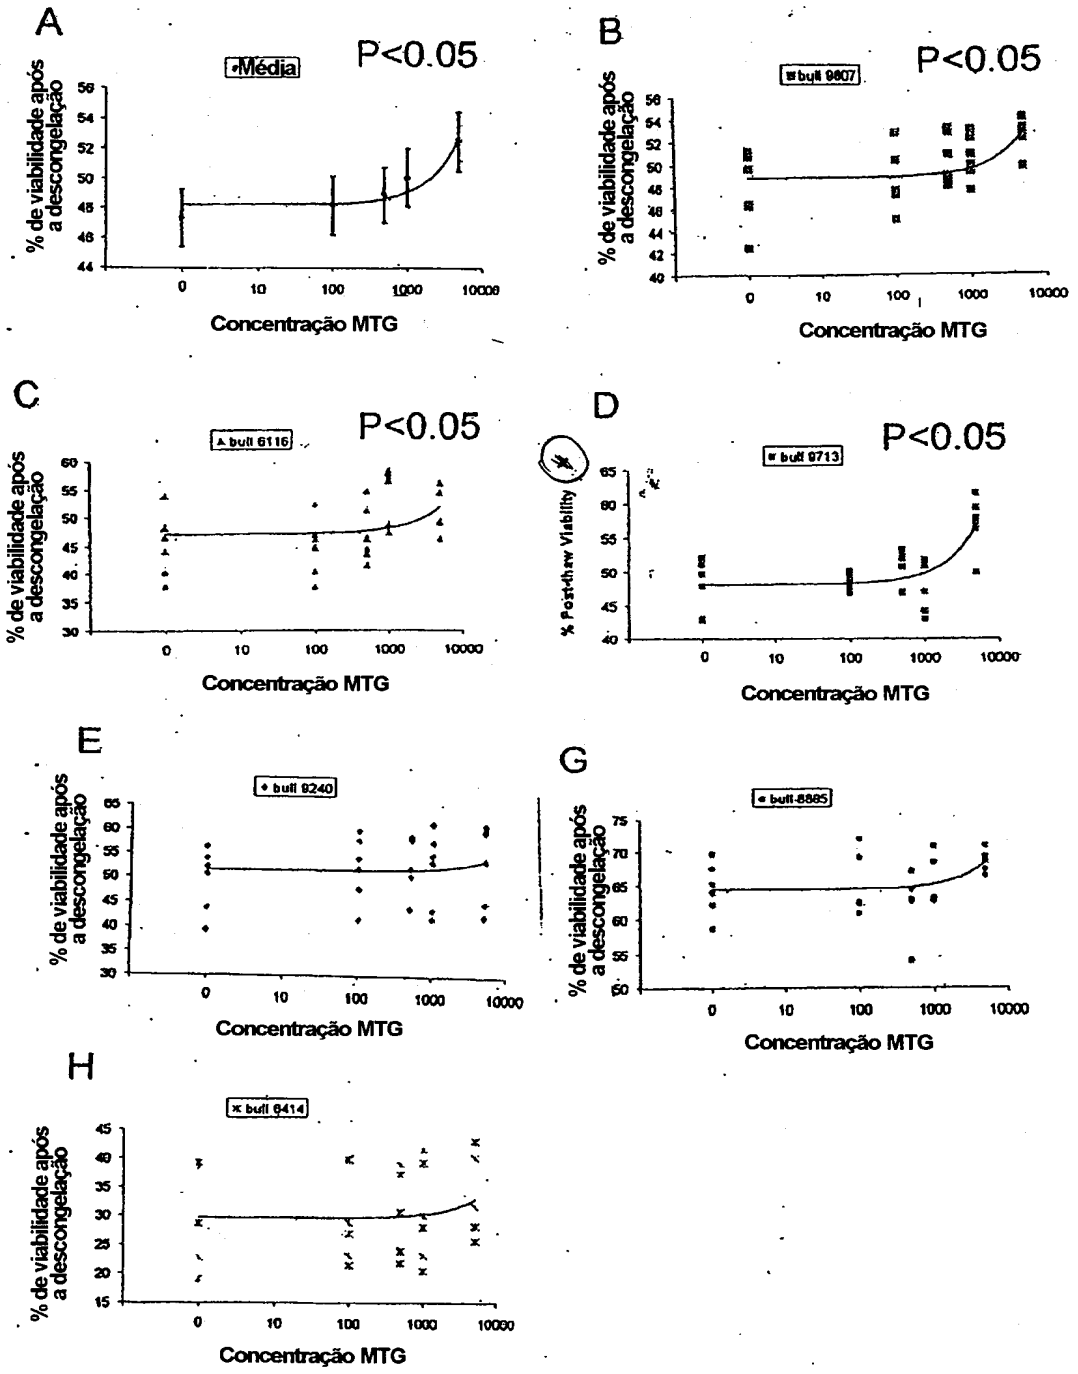 A
P<0.05
Média
% de viabilidade após
a descongelação
56
54
52
50
48
46
44
0 10 100 1000 10000
Concentração MTG
B
P<0.05
bull 9807
% de viabilidade após
a descongelação
56
54
52
50
48
46
44
42
40
0 10 100 1000 10000
Concentração MTG
C
P<0.05
bull 6116
% de viabilidade após
a descongelação
60
55
50
45
40
35
30
0 10 100 1000 10000
Concentração MTG
D
P<0.05
bull 9713
% Post-thaw Viability
65
60
55
50
45
40
0 10 100 1000 10000
Concentração MTG
E
bull 9240
% de viabilidade após
a descongelação
65
60
55
50
45
40
35
30
0 10 100 1000 10000
Concentração MTG
G
bull 8885
% de viabilidade após
a descongelação
75
70
65
60
55
50
0 10 100 1000 10000
Concentração MTG
H
bull 6414
% de viabilidade após
a descongelação
45
40
35
30
25
20
15
0 10 100 1000 10000
Concentração MTG